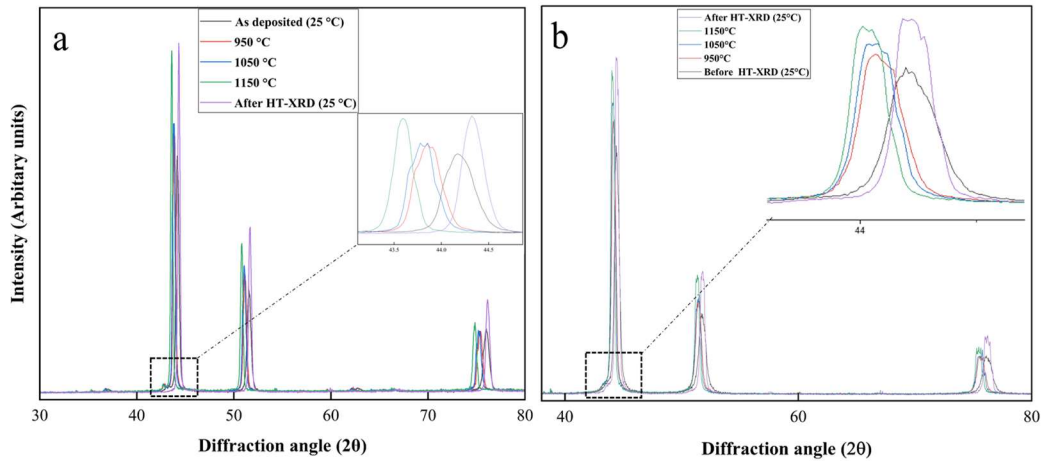 a
As deposited (25 °C)
950 °C
1050 °C
1150 °C
After HT-XRD (25 °C)
43.5 44.0 44.5
Intensity (Arbitary units)
30 40 50 60 70 80
Diffraction angle (2θ)
b
After HT-XRD (25°C)
1150°C
1050°C
950°C
Before HT-XRD (25°C)
44
40 60 80
Diffraction angle (2θ)